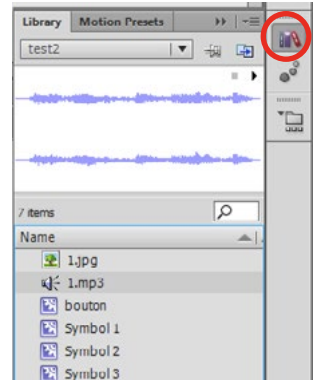 Library Motion Presets
test2
7 items
Name
1.jpg
1.mp3
bouton
Symbol 1
Symbol 2
Symbol 3